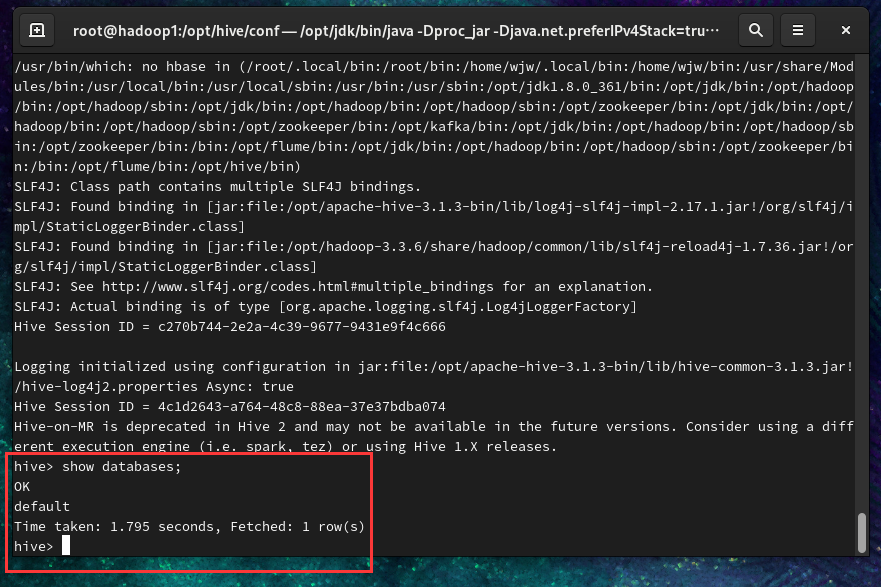 root@hadoop1:/opt/hive/conf — /opt/jdk/bin/java -Dproc_jar -Djava.net.preferIPv4Stack=tru···
/usr/bin/which: no hbase in (/root/.local/bin:/root/bin:/home/wjw/.local/bin:/home/wjw/bin:/usr/share/Mod
ules/bin:/usr/local/bin:/usr/local/sbin:/usr/bin:/usr/sbin:/opt/jdk1.8.0_361/bin:/opt/jdk/bin:/opt/hadoop
/bin:/opt/hadoop/sbin:/opt/jdk/bin:/opt/hadoop/bin:/opt/hadoop/sbin:/opt/zookeeper/bin:/opt/jdk/bin:/opt/
hadoop/bin:/opt/hadoop/sbin:/opt/zookeeper/bin:/opt/kafka/bin:/opt/jdk/bin:/opt/hadoop/bin:/opt/hadoop/sb
in:/opt/zookeeper/bin:/bin:/opt/flume/bin:/opt/jdk/bin:/opt/hadoop/bin:/opt/hadoop/sbin:/opt/zookeeper/bi
n:/bin:/opt/flume/bin:/opt/hive/bin)
SLF4J: Class path contains multiple SLF4J bindings.
SLF4J: Found binding in [jar:file:/opt/apache-hive-3.1.3-bin/lib/log4j-slf4j-impl-2.17.1.jar!/org/slf4j/i
mpl/StaticLoggerBinder.class]
SLF4J: Found binding in [jar:file:/opt/hadoop-3.3.6/share/hadoop/common/lib/slf4j-reload4j-1.7.36.jar!/or
g/slf4j/impl/StaticLoggerBinder.class]
SLF4J: See http://www.slf4j.org/codes.html#multiple_bindings for an explanation.
SLF4J: Actual binding is of type [org.apache.logging.slf4j.Log4jLoggerFactory]
Hive Session ID = c270b744-2e2a-4c39-9677-9431e9f4c666
Logging initialized using configuration in jar:file:/opt/apache-hive-3.1.3-bin/lib/hive-common-3.1.3.jar!
/hive-log4j2.properties Async: true
Hive Session ID = 4c1d2643-a764-48c8-88ea-37e37bdba074
Hive-on-MR is deprecated in Hive 2 and may not be available in the future versions. Consider using a diff
erent execution engine (i.e. spark, tez) or using Hive 1.X releases.
hive> show databases;
OK
default
Time taken: 1.795 seconds, Fetched: 1 row(s)
hive>